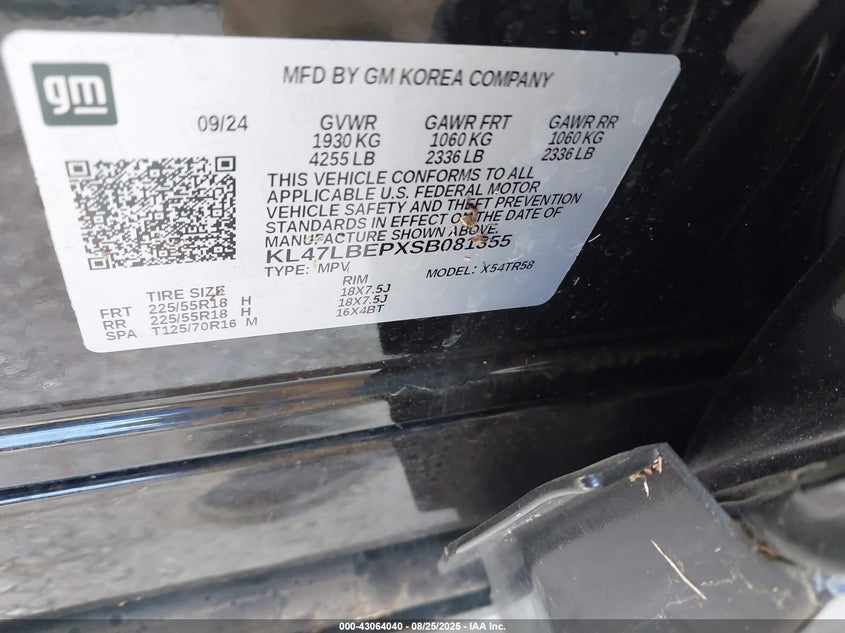 gm
MFD BY GM KOREA COMPANY
09/24 GVWR GAWR FRT GAWR RR
1930 KG 1060 KG 1060 KG
4255 LB 2336 LB 2336 LB
THIS VEHICLE CONFORMS TO ALL
APPLICABLE U.S. FEDERAL MOTOR
VEHICLE SAFETY AND THEFT PREVENTION
STANDARDS IN EFFECT ON THE DATE OF
MANUFACTURE SHOWN ABOVE.
KL47LBEPXSB081355
TYPE: MPV MODEL: X54TR58
TIRE SIZE RIM
FRT 225/55R18 H 18X7.5J
RR 225/55R18 H 18X7.5J
SPA T125/70R16 M 16X4BT
000-43064040 - 08/25/2025 - IAA Inc.